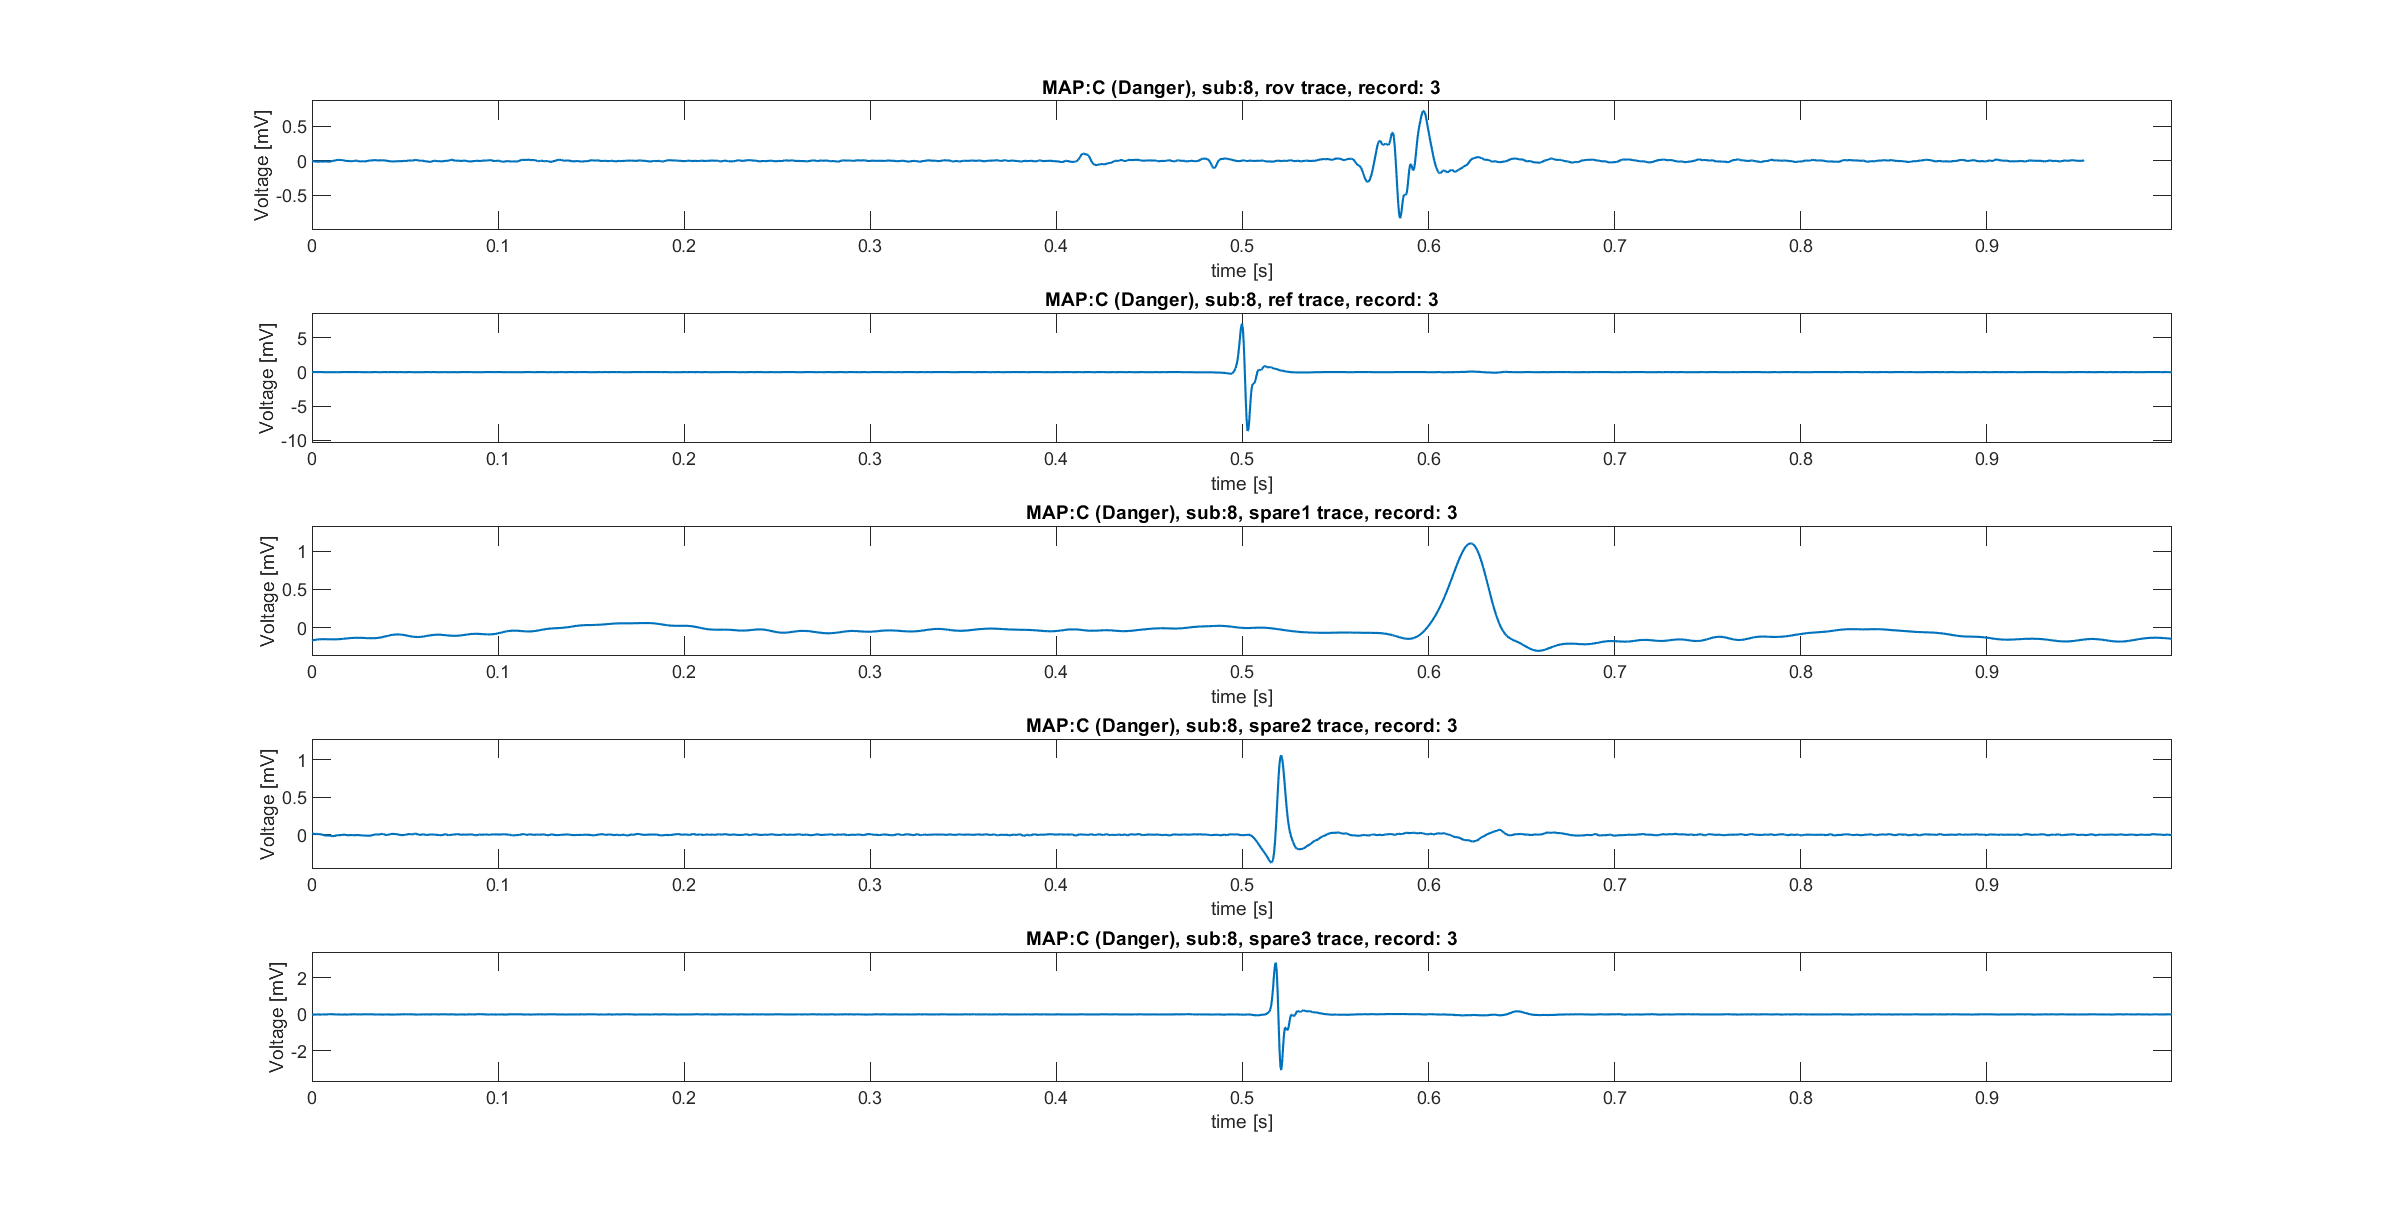 MAP:C (Danger), sub:8, rov trace, record: 3
Voltage [mV]
0.5
0
-0.5
0 0.1 0.2 0.3 0.4 0.5 0.6 0.7 0.8 0.9
time [s]
MAP:C (Danger), sub:8, ref trace, record: 3
Voltage [mV]
5
0
-5
-10
0 0.1 0.2 0.3 0.4 0.5 0.6 0.7 0.8 0.9
time [s]
MAP:C (Danger), sub:8, spare1 trace, record: 3
Voltage [mV]
1
0.5
0
0 0.1 0.2 0.3 0.4 0.5 0.6 0.7 0.8 0.9
time [s]
MAP:C (Danger), sub:8, spare2 trace, record: 3
Voltage [mV]
1
0.5
0
0 0.1 0.2 0.3 0.4 0.5 0.6 0.7 0.8 0.9
time [s]
MAP:C (Danger), sub:8, spare3 trace, record: 3
Voltage [mV]
2
0
-2
0 0.1 0.2 0.3 0.4 0.5 0.6 0.7 0.8 0.9
time [s]